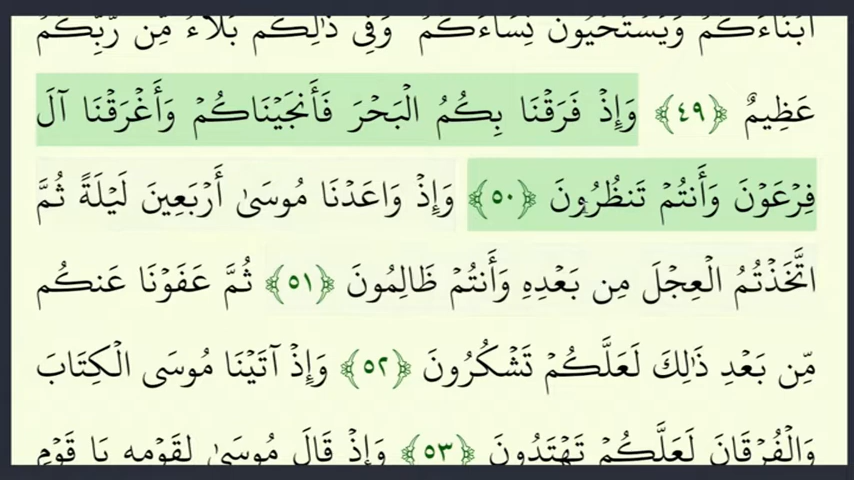 أَبْنَاءَكُمْ وَيَسْتَحْيُونَ نِسَاءَكُمْ وَفِي ذَٰلِكُم بَلَاءٌ مِّن رَّبِّكُمْ
عَظِيمٌ ﴿٤٩﴾ وَإِذْ فَرَقْنَا بِكُمُ الْبَحْرَ فَأَنجَيْنَاكُمْ وَأَغْرَقْنَا آلَ
فِرْعَوْنَ وَأَنتُمْ تَنظُرُونَ ﴿٥٠﴾ وَإِذْ وَاعَدْنَا مُوسَىٰ أَرْبَعِينَ لَيْلَةً ثُمَّ
اتَّخَذْتُمُ الْعِجْلَ مِن بَعْدِهِ وَأَنتُمْ ظَالِمُونَ ﴿٥١﴾ ثُمَّ عَفَوْنَا عَنكُم
مِّن بَعْدِ ذَٰلِكَ لَعَلَّكُمْ تَشْكُرُونَ ﴿٥٢﴾ وَإِذْ آتَيْنَا مُوسَى الْكِتَابَ
وَالْفُرْقَانَ لَعَلَّكُمْ تَهْتَدُونَ ﴿٥٣﴾ وَإِذْ قَالَ مُوسَىٰ لِقَوْمِهِ يَا قَوْمِ